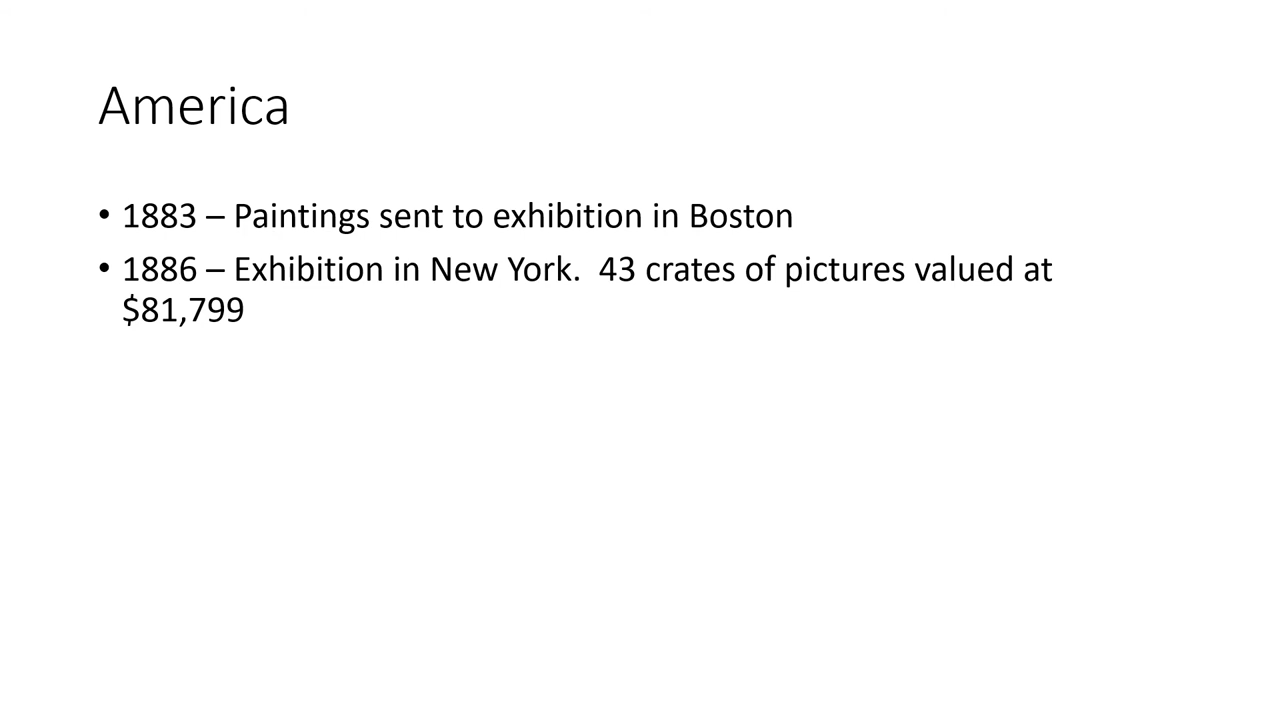 America
• 1883 – Paintings sent to exhibition in Boston
• 1886 – Exhibition in New York.  43 crates of pictures valued at
$81,799